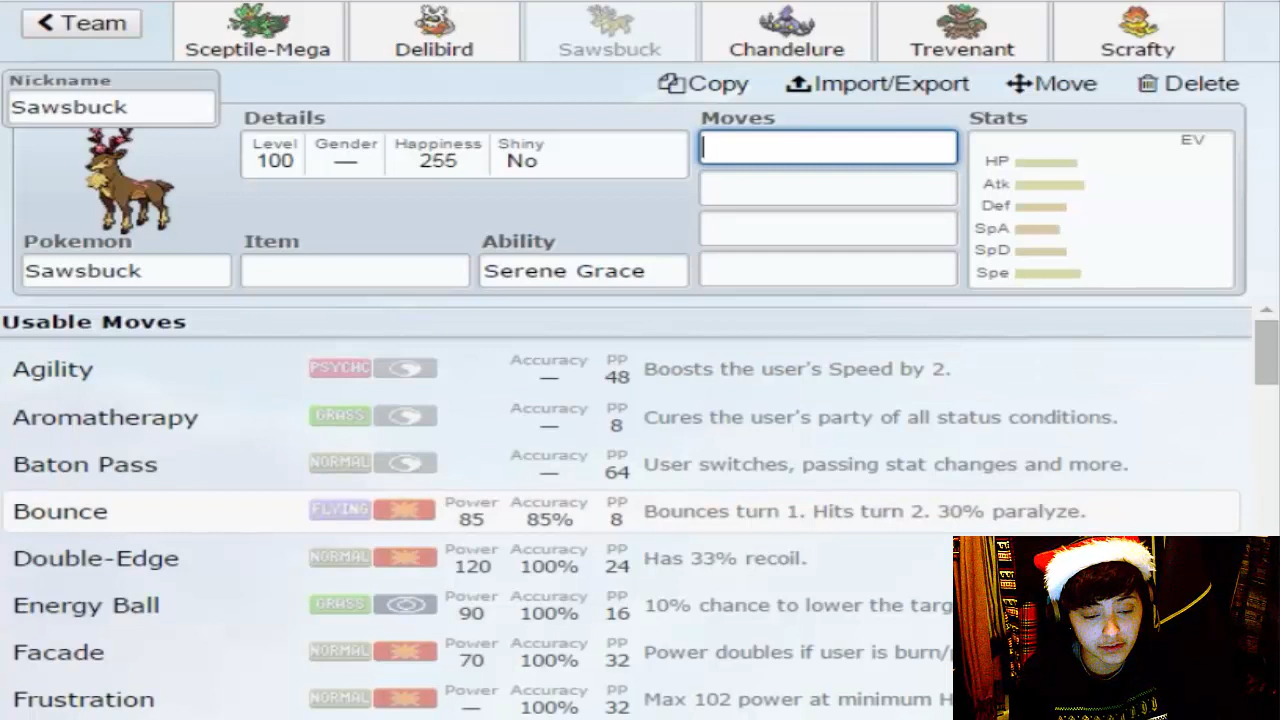 Team
Sceptile-Mega
Delibird
Sawsbuck
Chandelure
Trevenant
Scrafty
Nickname
Sawsbuck
Copy
Import/Export
Move
Delete
Details
Moves
Stats
Level Gender Happiness Shiny
100 — 255 No
EV
HP
Atk
Def
SpA
SpD
Spe
Pokemon Item Ability
Sawsbuck Serene Grace
Usable Moves
Agility PSYCHC Accuracy — PP 48 Boosts the user's Speed by 2.
Aromatherapy GRASS Accuracy — PP 8 Cures the user's party of all status conditions.
Baton Pass NORMAL Accuracy — PP 64 User switches, passing stat changes and more.
Bounce FLYING Power 85 Accuracy 85% PP 8 Bounces turn 1. Hits turn 2. 30% paralyze.
Double-Edge NORMAL Power 120 Accuracy 100% PP 24 Has 33% recoil.
Energy Ball GRASS Power 90 Accuracy 100% PP 16 10% chance to lower the targ
Facade NORMAL Power 70 Accuracy 100% PP 32 Power doubles if user is burn/
Frustration NORMAL Power — Accuracy 100% PP 32 Max 102 power at minimum H